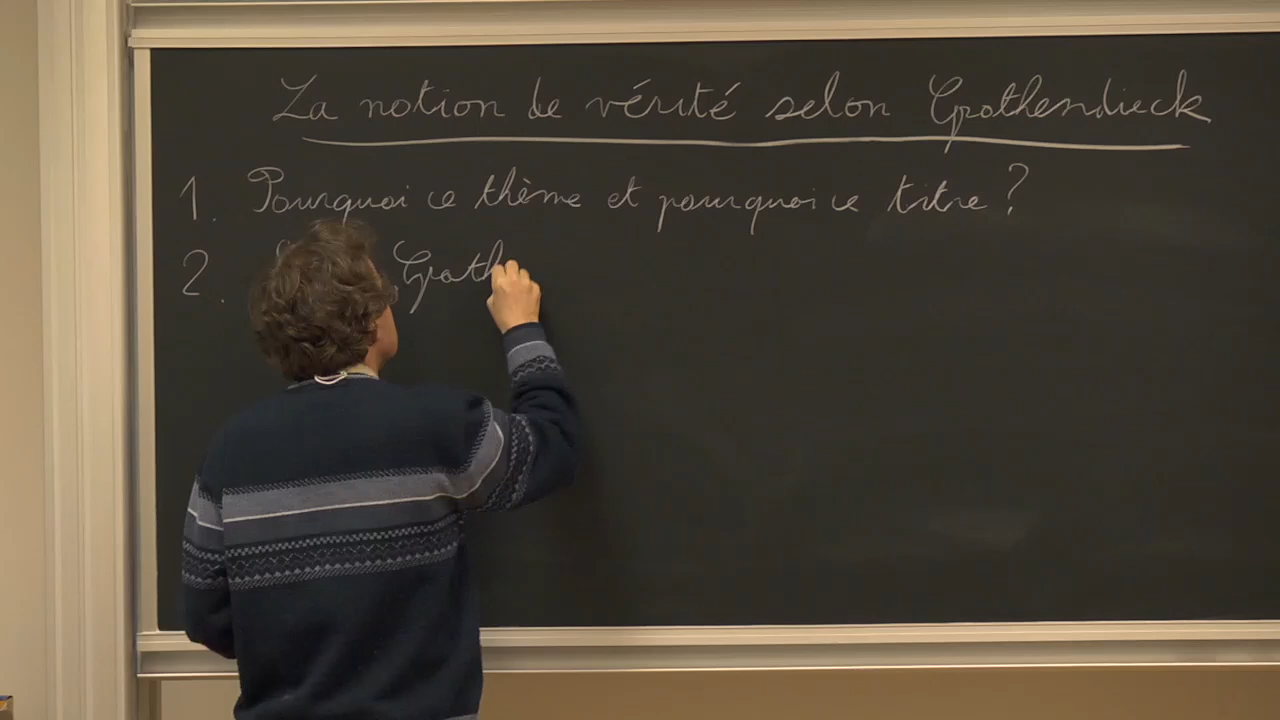 La notion de vérité selon Grothendieck
1. Pourquoi ce thème et pourquoi ce titre ?
2. Groth